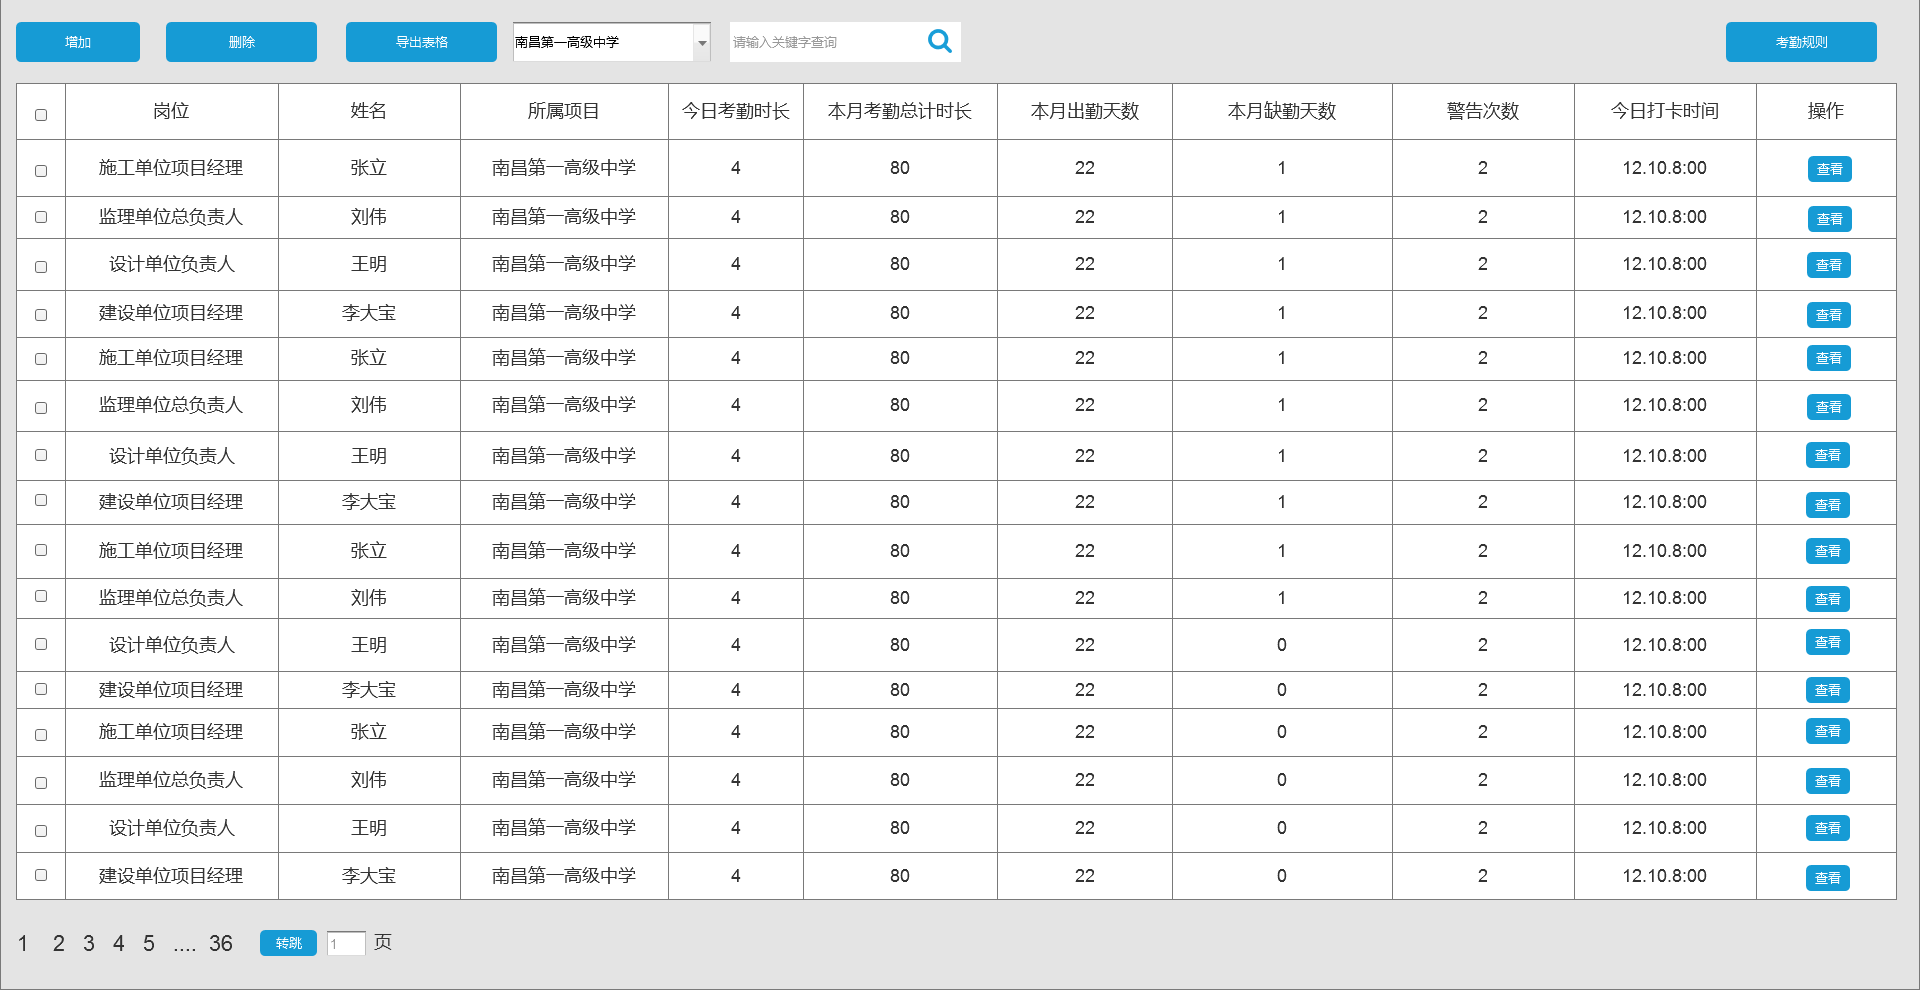 增加 删除 导出表格 南昌第一高级中学 请输入关键字查询 考勤规则
岗位 姓名 所属项目 今日考勤时长 本月考勤总计时长 本月出勤天数 本月缺勤天数 警告次数 今日打卡时间 操作
施工单位项目经理 张立 南昌第一高级中学 4 80 22 1 2 12.10.8:00 查看
监理单位总负责人 刘伟 南昌第一高级中学 4 80 22 1 2 12.10.8:00 查看
设计单位负责人 王明 南昌第一高级中学 4 80 22 1 2 12.10.8:00 查看
建设单位项目经理 李大宝 南昌第一高级中学 4 80 22 1 2 12.10.8:00 查看
施工单位项目经理 张立 南昌第一高级中学 4 80 22 1 2 12.10.8:00 查看
监理单位总负责人 刘伟 南昌第一高级中学 4 80 22 1 2 12.10.8:00 查看
设计单位负责人 王明 南昌第一高级中学 4 80 22 1 2 12.10.8:00 查看
建设单位项目经理 李大宝 南昌第一高级中学 4 80 22 1 2 12.10.8:00 查看
施工单位项目经理 张立 南昌第一高级中学 4 80 22 1 2 12.10.8:00 查看
监理单位总负责人 刘伟 南昌第一高级中学 4 80 22 1 2 12.10.8:00 查看
设计单位负责人 王明 南昌第一高级中学 4 80 22 0 2 12.10.8:00 查看
建设单位项目经理 李大宝 南昌第一高级中学 4 80 22 0 2 12.10.8:00 查看
施工单位项目经理 张立 南昌第一高级中学 4 80 22 0 2 12.10.8:00 查看
监理单位总负责人 刘伟 南昌第一高级中学 4 80 22 0 2 12.10.8:00 查看
设计单位负责人 王明 南昌第一高级中学 4 80 22 0 2 12.10.8:00 查看
建设单位项目经理 李大宝 南昌第一高级中学 4 80 22 0 2 12.10.8:00 查看
1 2 3 4 5 .... 36 转跳 1 页